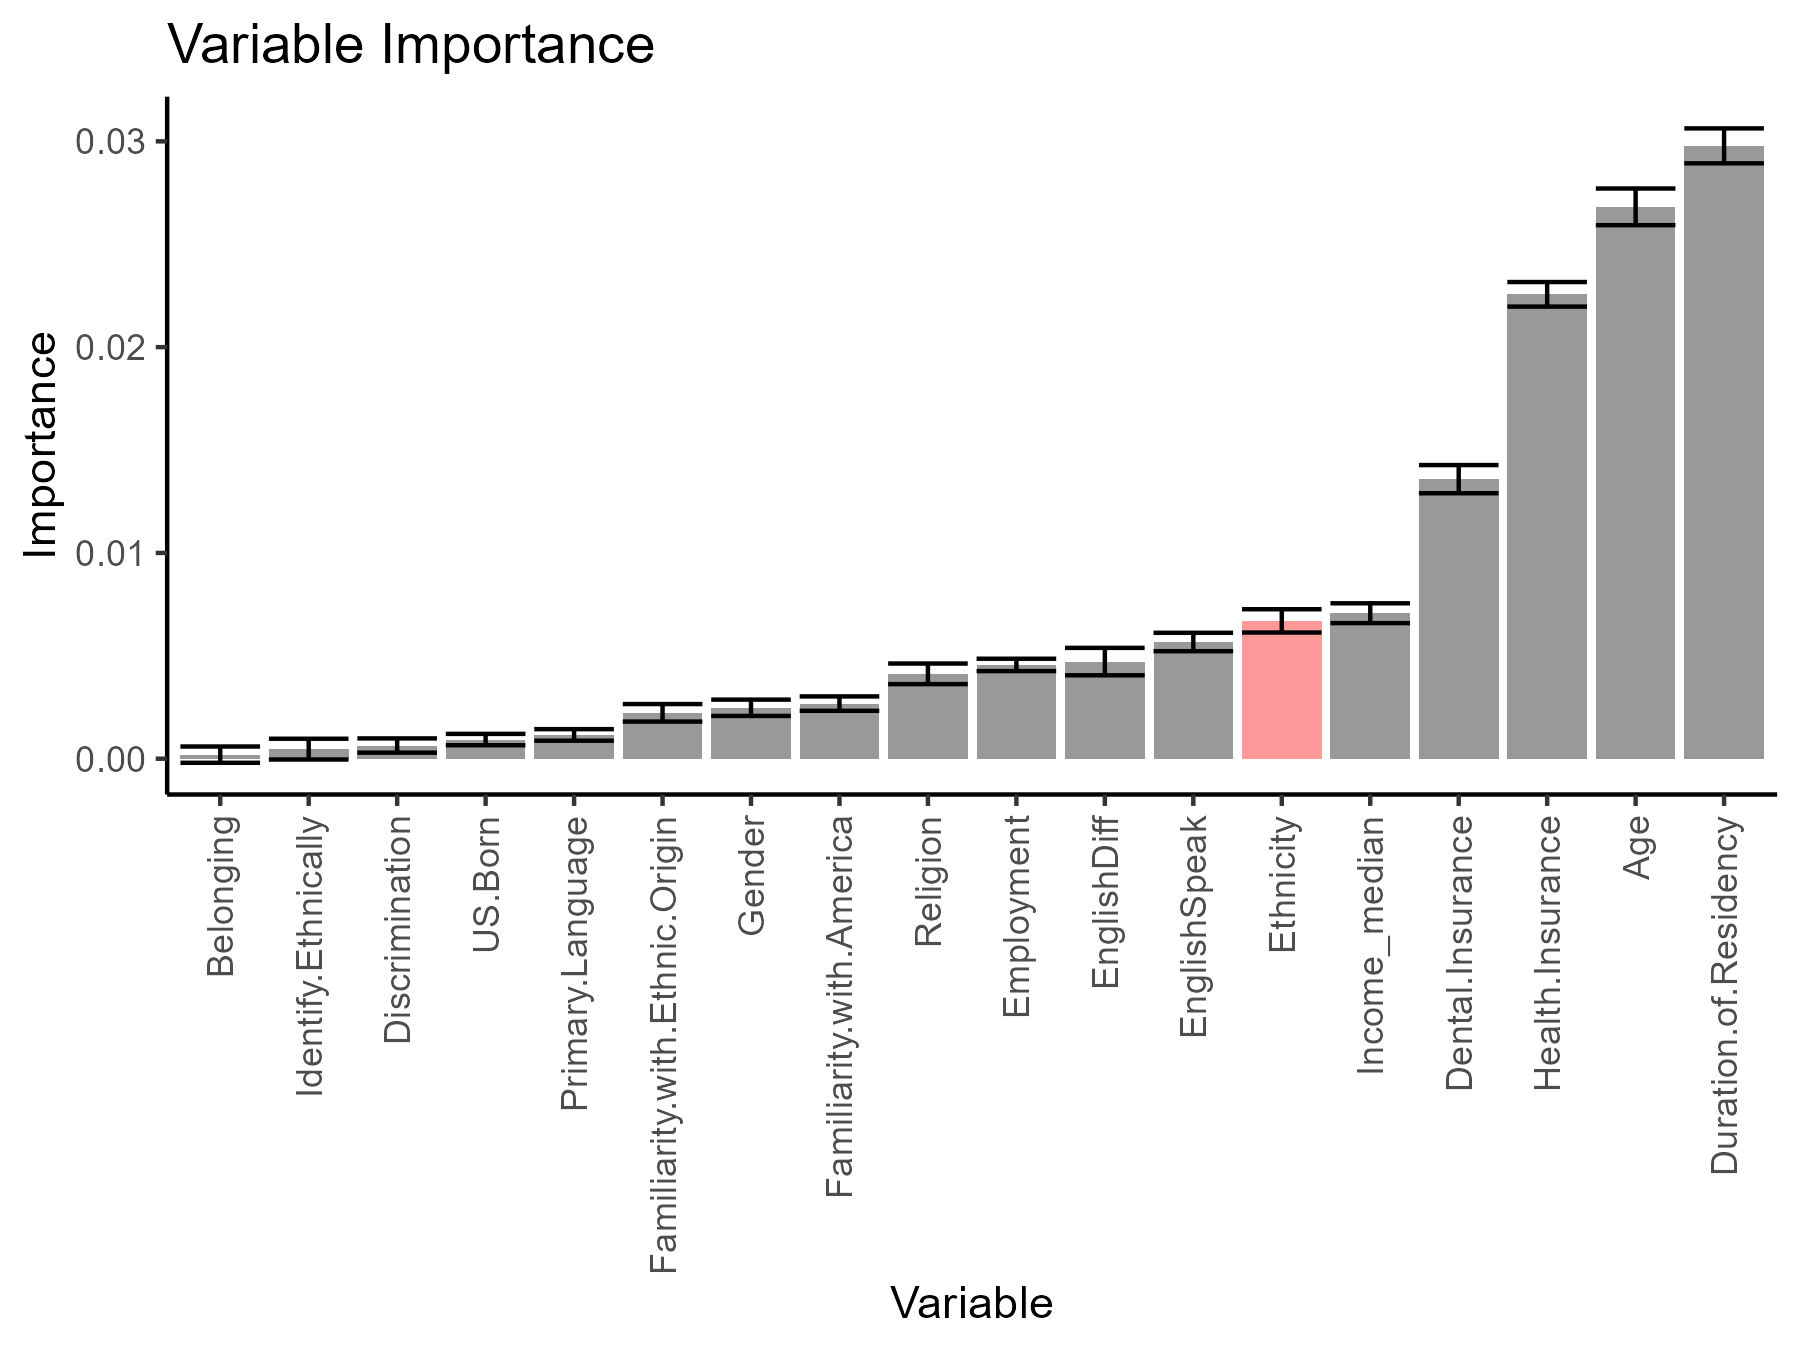 Variable Importance
Importance
0.03
0.02
0.01
0.00
Belonging
Identify.Ethnically
Discrimination
US.Born
Primary.Language
Familiarity.with.Ethnic.Origin
Gender
Familiarity.with.America
Religion
Employment
EnglishDiff
EnglishSpeak
Ethnicity
Income_median
Dental.Insurance
Health.Insurance
Age
Duration.of.Residency
Variable